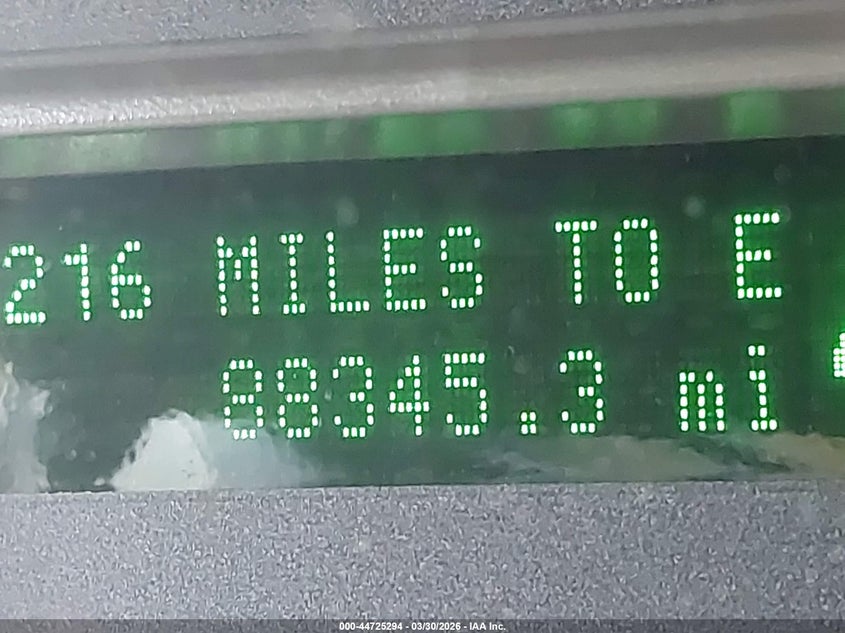 216 MILES TO E
88345.3 mi
000-44725294 - 03/30/2026 - IAA Inc.